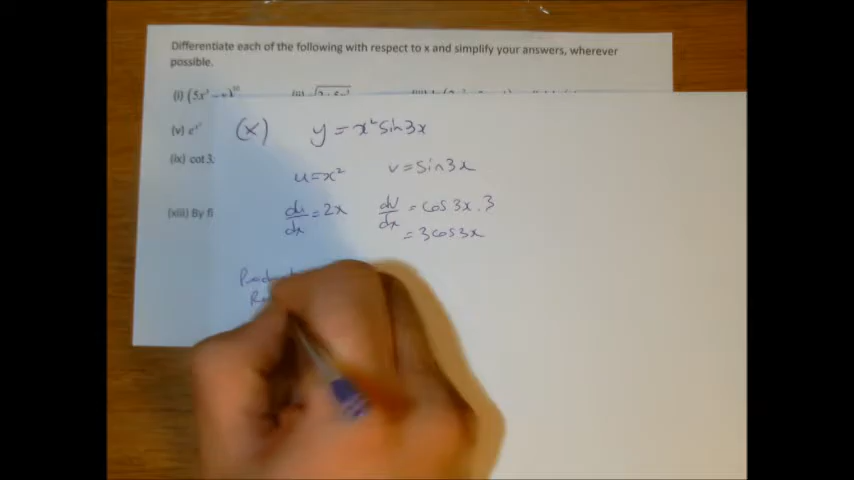 Differentiate each of the following with respect to x and simplify your answers, wherever
possible.
(i)
(v)
(ix) cot 3
(xiii) By fi
(x) y = x² sin 3x
u = x² v = sin 3x
du/dx = 2x dv/dx = cos 3x . 3
= 3 cos 3x